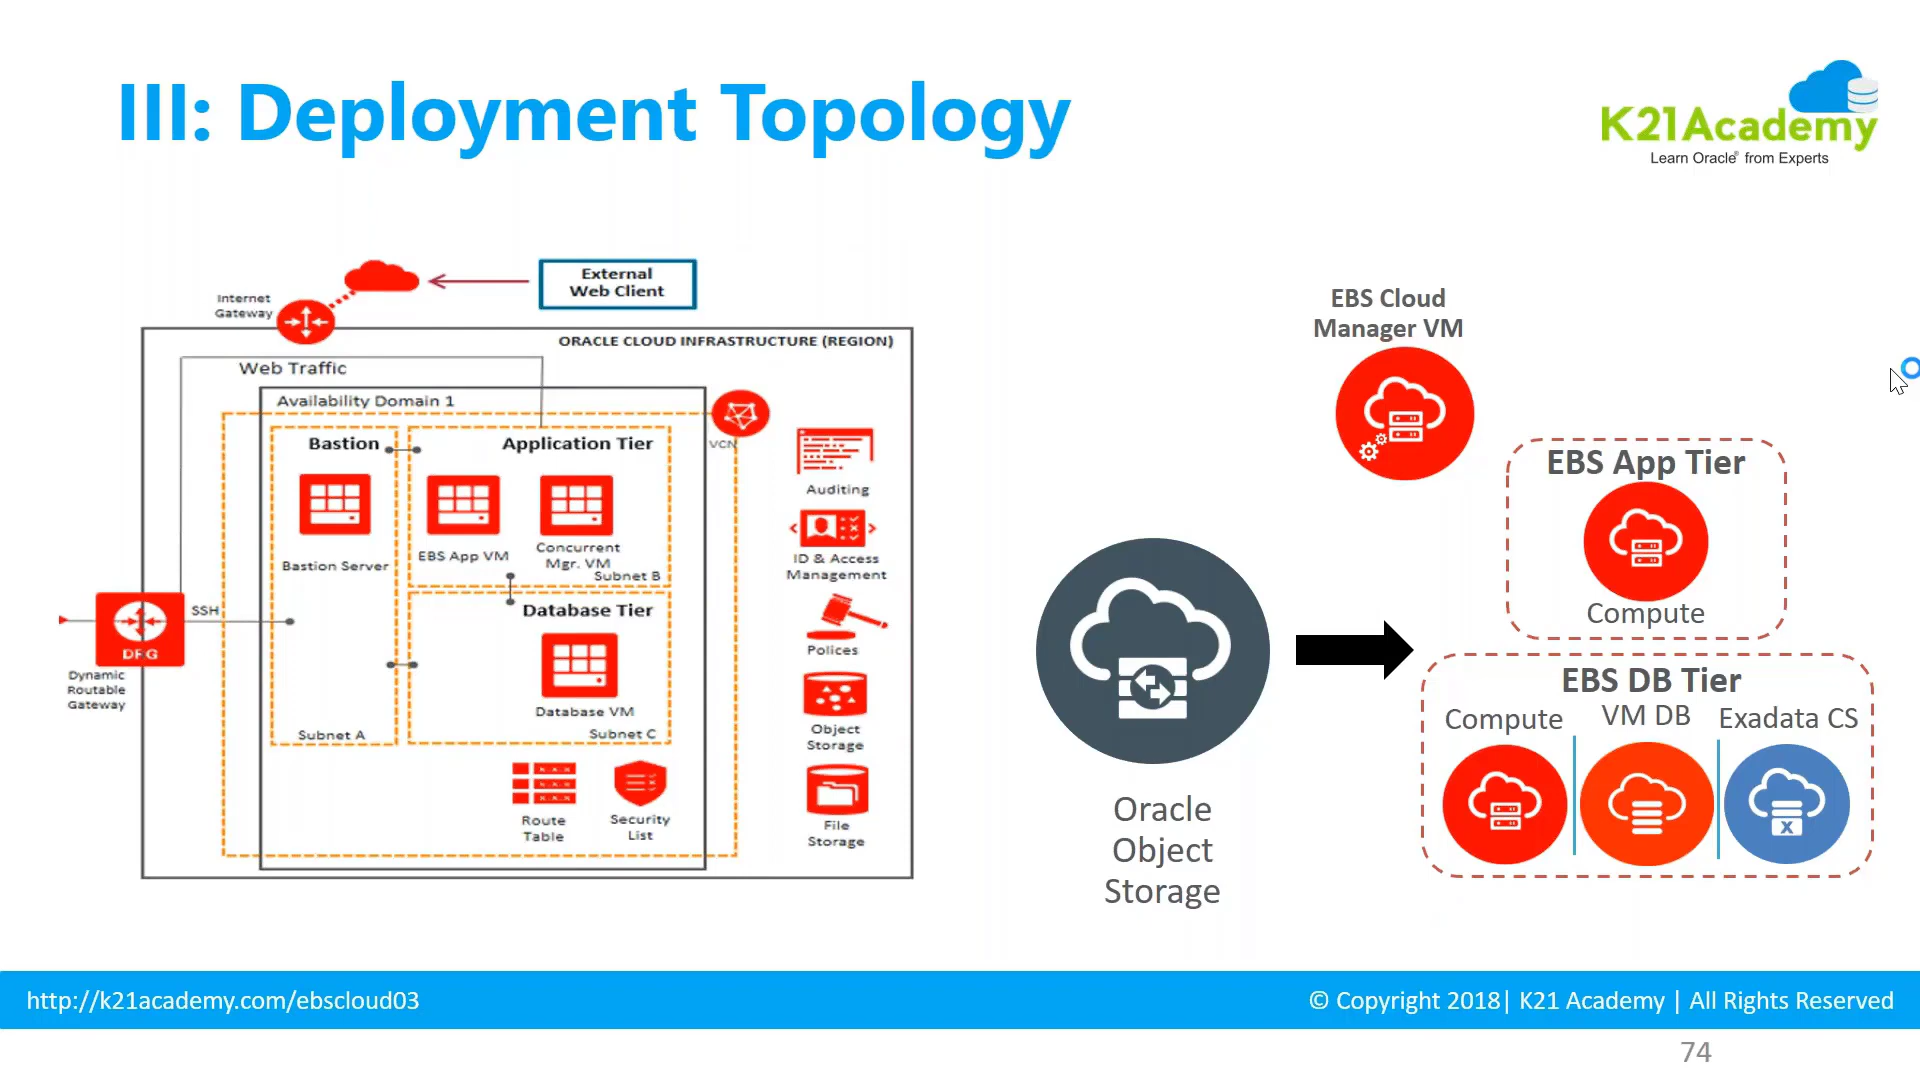 III: Deployment Topology
K21Academy
Learn Oracle® from Experts
External
Web Client
Internet
Gateway
ORACLE CLOUD INFRASTRUCTURE (REGION)
Web Traffic
Availability Domain 1
VCN
Bastion
Application Tier
Bastion Server
EBS App VM
Concurrent
Mgr. VM
Subnet B
SSH
DRG
Dynamic
Routable
Gateway
Database Tier
Database VM
Subnet A
Subnet C
Route
Table
Security
List
Auditing
ID & Access
Management
Polices
Object
Storage
File
Storage
Oracle
Object
Storage
EBS Cloud
Manager VM
EBS App Tier
Compute
EBS DB Tier
Compute
VM DB
Exadata CS
X
http://k21academy.com/ebscloud03
© Copyright 2018| K21 Academy | All Rights Reserved
74